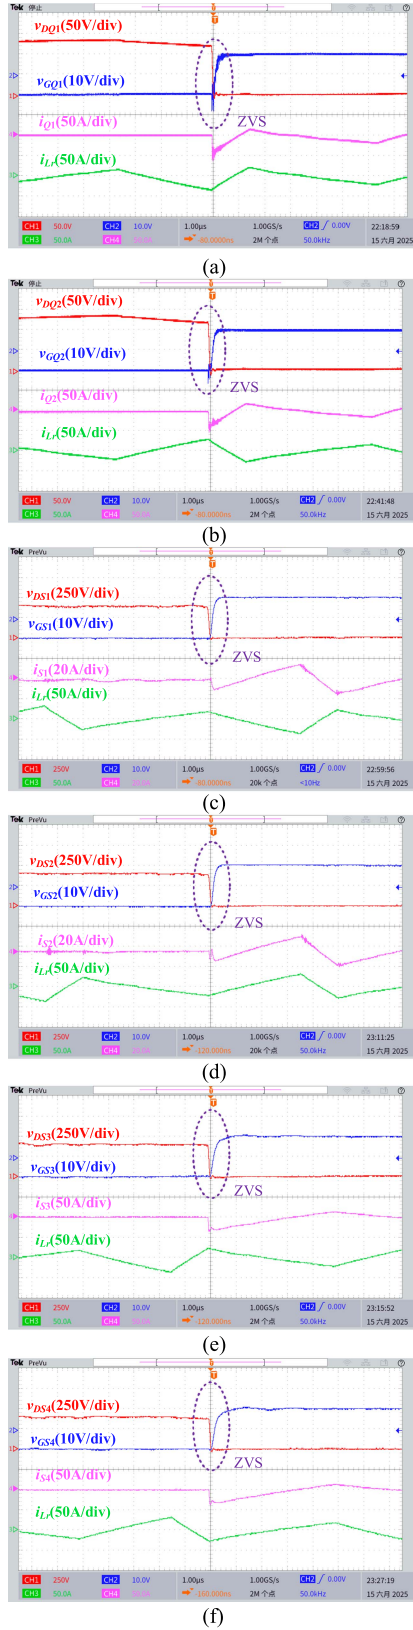 Tek 停止
vDQ1(50V/div)
vGQ1(10V/div)
ZVS
iQ1(50A/div)
iLr(50A/div)
CH1 50.0V CH2 10.0V 1.00μs 1.00GS/s CH2 0.00V 22:18:59
CH3 50.0A CH4 50.0A -88.0000ns 2M 个点 50.0kHz 15 六月 2025
(a)
Tek 停止
vDQ2(50V/div)
vGQ2(10V/div)
ZVS
iQ2(50A/div)
iLr(50A/div)
CH1 50.0V CH2 10.0V 1.00μs 1.00GS/s CH2 0.00V 22:41:48
CH3 50.0A CH4 50.0A -80.0000ns 2M 个点 50.0kHz 15 六月 2025
(b)
Tek PreVu
vDS1(250V/div)
vGS1(10V/div)
ZVS
iS1(20A/div)
iLr(50A/div)
CH1 250V CH2 10.0V 1.00μs 1.00GS/s CH2 0.00V 22:59:56
CH3 50.0A CH4 20.0A -80.0000ns 20k 个点 <10Hz 15 六月 2025
(c)
Tek PreVu
vDS2(250V/div)
vGS2(10V/div)
ZVS
iS2(20A/div)
iLr(50A/div)
CH1 250V CH2 10.0V 1.00μs 1.00GS/s CH2 0.00V 23:11:25
CH3 50.0A CH4 20.0A -120.000ns 20k 个点 50.0kHz 15 六月 2025
(d)
Tek PreVu
vDS3(250V/div)
vGS3(10V/div)
ZVS
iS3(50A/div)
iLr(50A/div)
CH1 250V CH2 10.0V 1.00μs 1.00GS/s CH2 0.00V 23:15:52
CH3 50.0A CH4 50.0A -120.000ns 2M 个点 50.0kHz 15 六月 2025
(e)
Tek PreVu
vDS4(250V/div)
vGS4(10V/div)
ZVS
iS4(50A/div)
iLr(50A/div)
CH1 250V CH2 10.0V 1.00μs 1.00GS/s CH2 0.00V 23:27:19
CH3 50.0A CH4 50.0A -160.000ns 2M 个点 50.0kHz 15 六月 2025
(f)